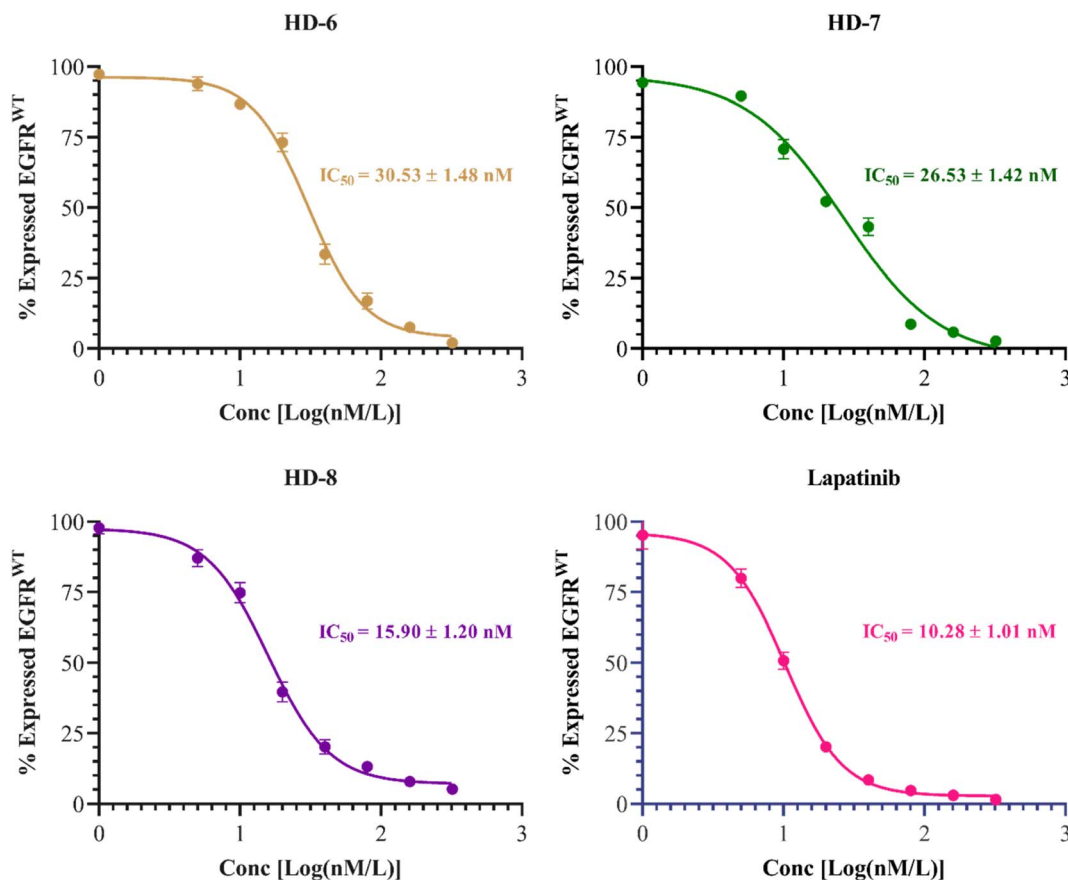 HD-6
% Expressed EGFR^WT
100
75
50
25
0
IC₅₀ = 30.53 ± 1.48 nM
0 1 2 3
Conc [Log(nM/L)]
HD-7
% Expressed EGFR^WT
100
75
50
25
0
IC₅₀ = 26.53 ± 1.42 nM
0 1 2 3
Conc [Log(nM/L)]
HD-8
% Expressed EGFR^WT
100
75
50
25
0
IC₅₀ = 15.90 ± 1.20 nM
0 1 2 3
Conc [Log(nM/L)]
Lapatinib
% Expressed EGFR^WT
100
75
50
25
0
IC₅₀ = 10.28 ± 1.01 nM
0 1 2 3
Conc [Log(nM/L)]